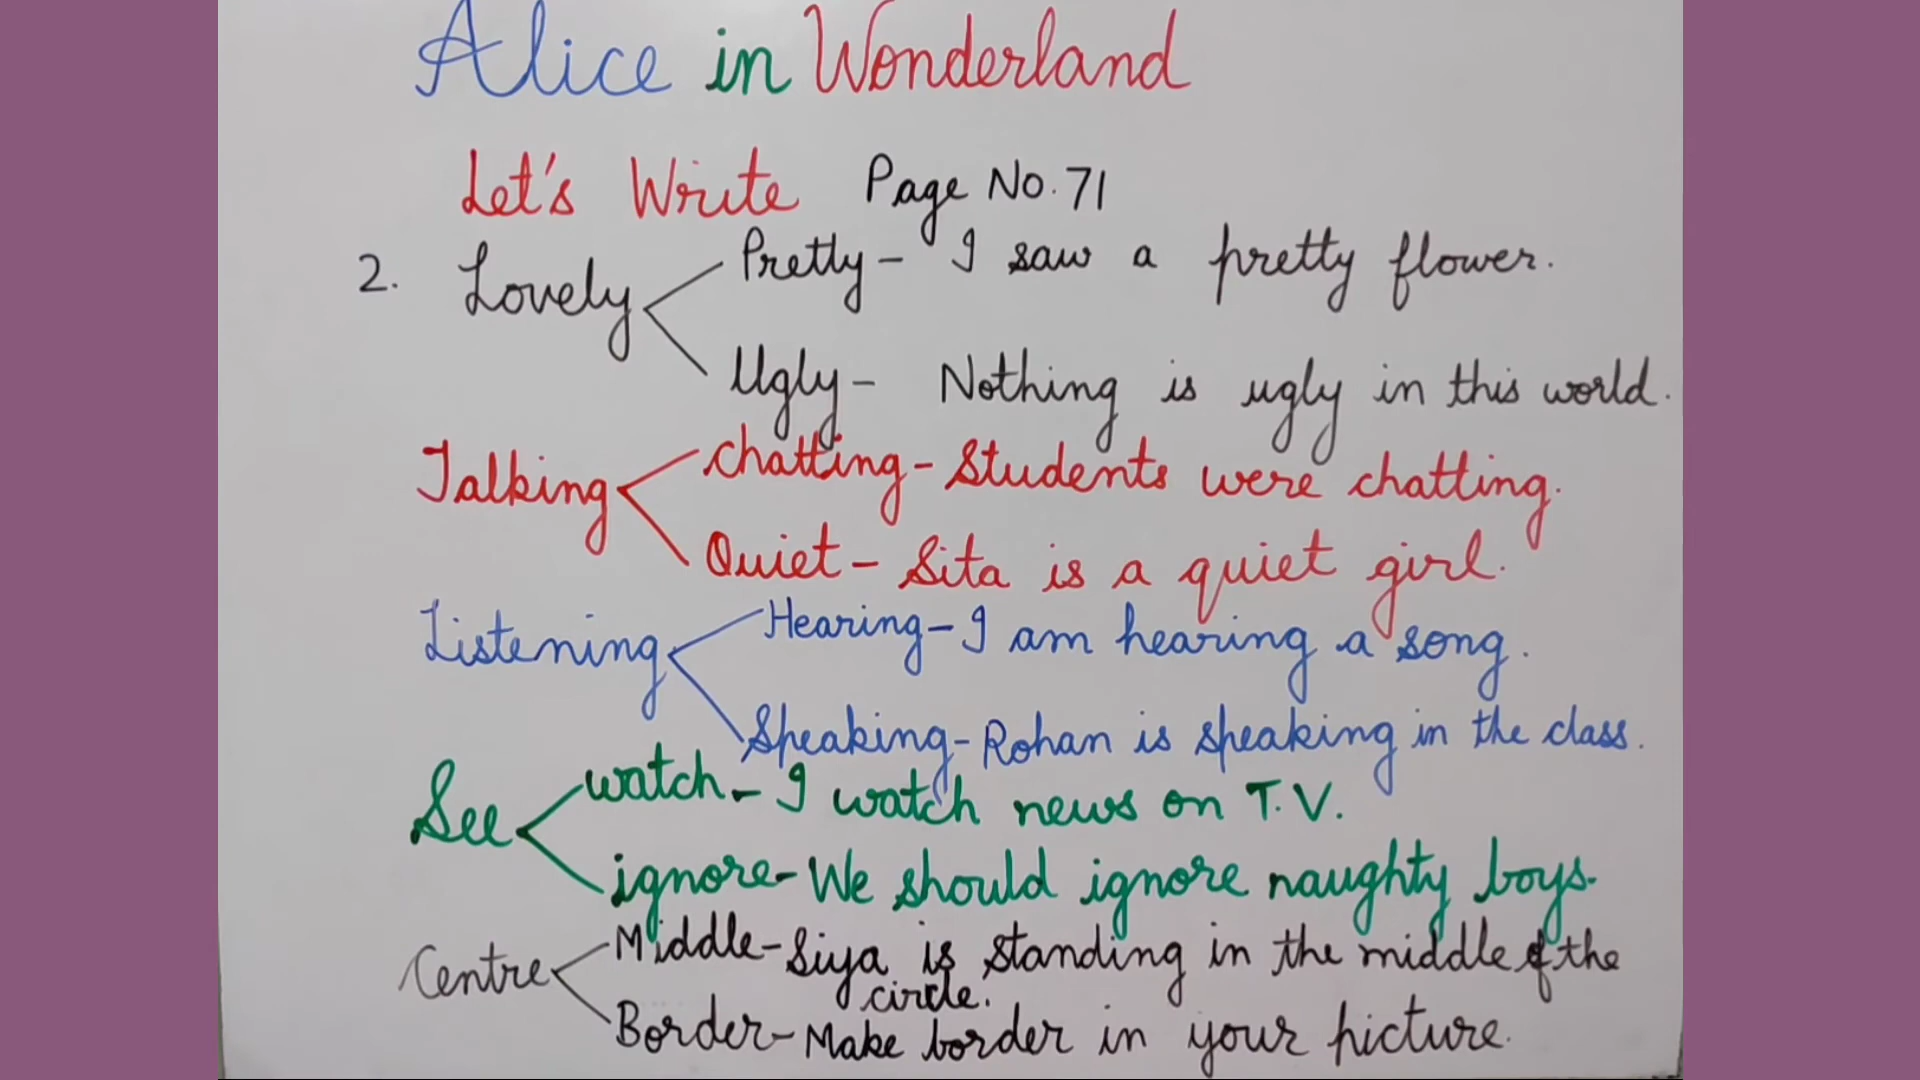 Alice in Wonderland
Let's Write Page No. 71
2. Lovely
Pretty - I saw a pretty flower.
Ugly - Nothing is ugly in this world.
Talking
chatting - Students were chatting.
Quiet - Sita is a quiet girl.
Listening
Hearing - I am hearing a song.
Speaking - Rohan is speaking in the class.
See
watch - I watch news on T.V.
ignore - We should ignore naughty boys.
Centre
Middle - Siya is standing in the middle of the
circle.
Border - Make border in your picture.